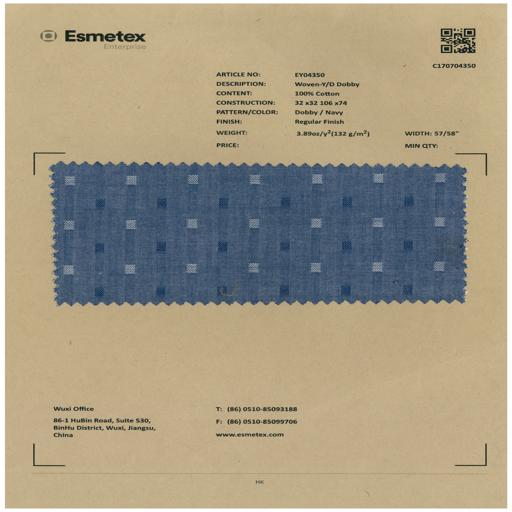 Esmetex
Enterprise
C170704350
ARTICLE NO: EY04350
DESCRIPTION: Woven-Y/D Dobby
CONTENT: 100% Cotton
CONSTRUCTION: 32 x32 106 x74
PATTERN/COLOR: Dobby / Navy
FINISH: Regular Finish
WEIGHT: 3.89oz/y²(132 g/m²) WIDTH: 57/58"
PRICE: MIN QTY:
Wuxi Office T: (86) 0510-85093188
86-1 HuBin Road, Suite 530, F: (86) 0510-85099706
BinHu District, Wuxi, Jiangsu,
China www.esmetex.com
HK